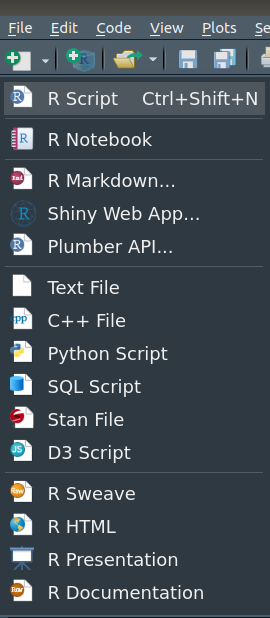 File Edit Code View Plots Se
R Script Ctrl+Shift+N
R Notebook
R Markdown...
Shiny Web App...
Plumber API...
Text File
C++ File
Python Script
SQL Script
Stan File
D3 Script
R Sweave
R HTML
R Presentation
R Documentation